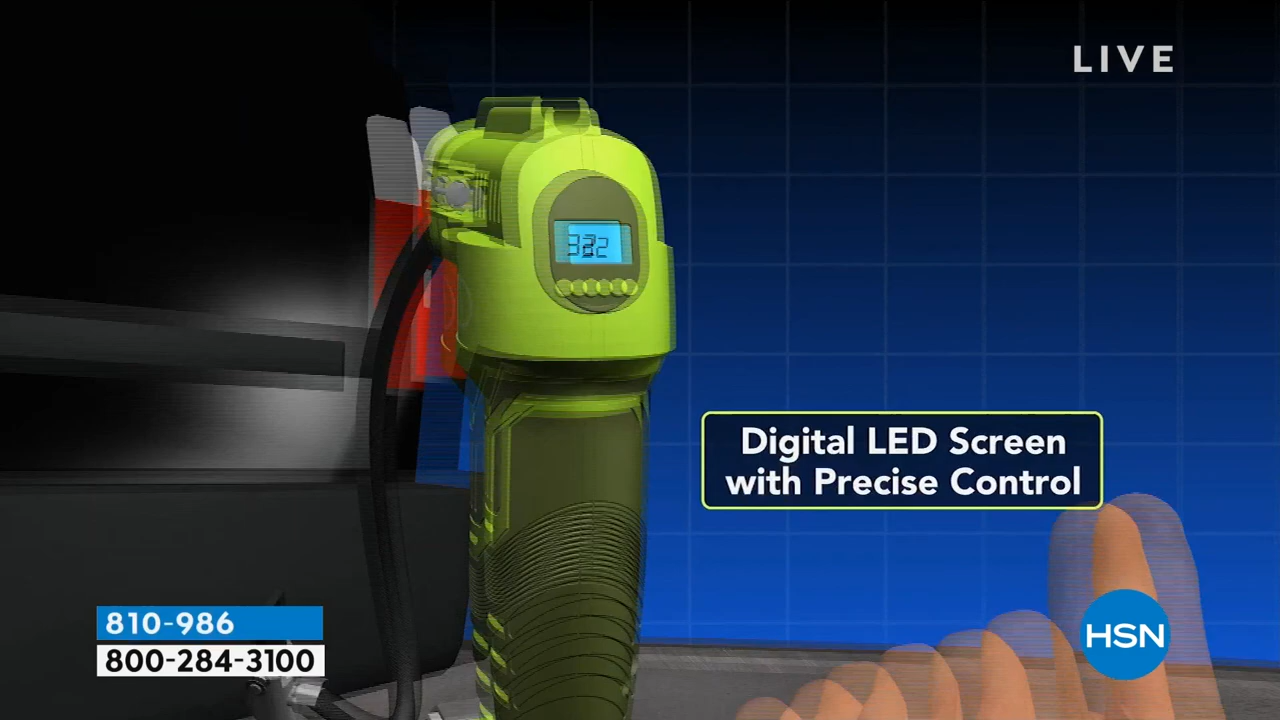 LIVE
Digital LED Screen
with Precise Control
810-986
800-284-3100
HSN